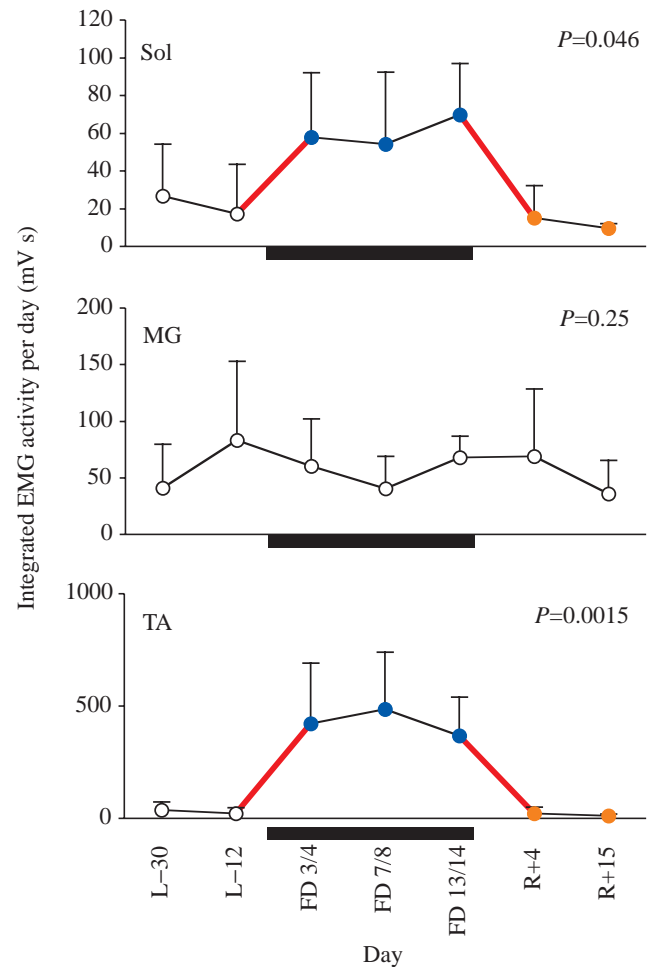 Integrated EMG activity per day (mV s)
120
100
80
60
40
20
0
Sol
P=0.046
200
150
100
50
0
MG
P=0.25
1000
500
0
TA
P=0.0015
L−30
L−12
FD 3/4
FD 7/8
FD 13/14
R+4
R+15
Day